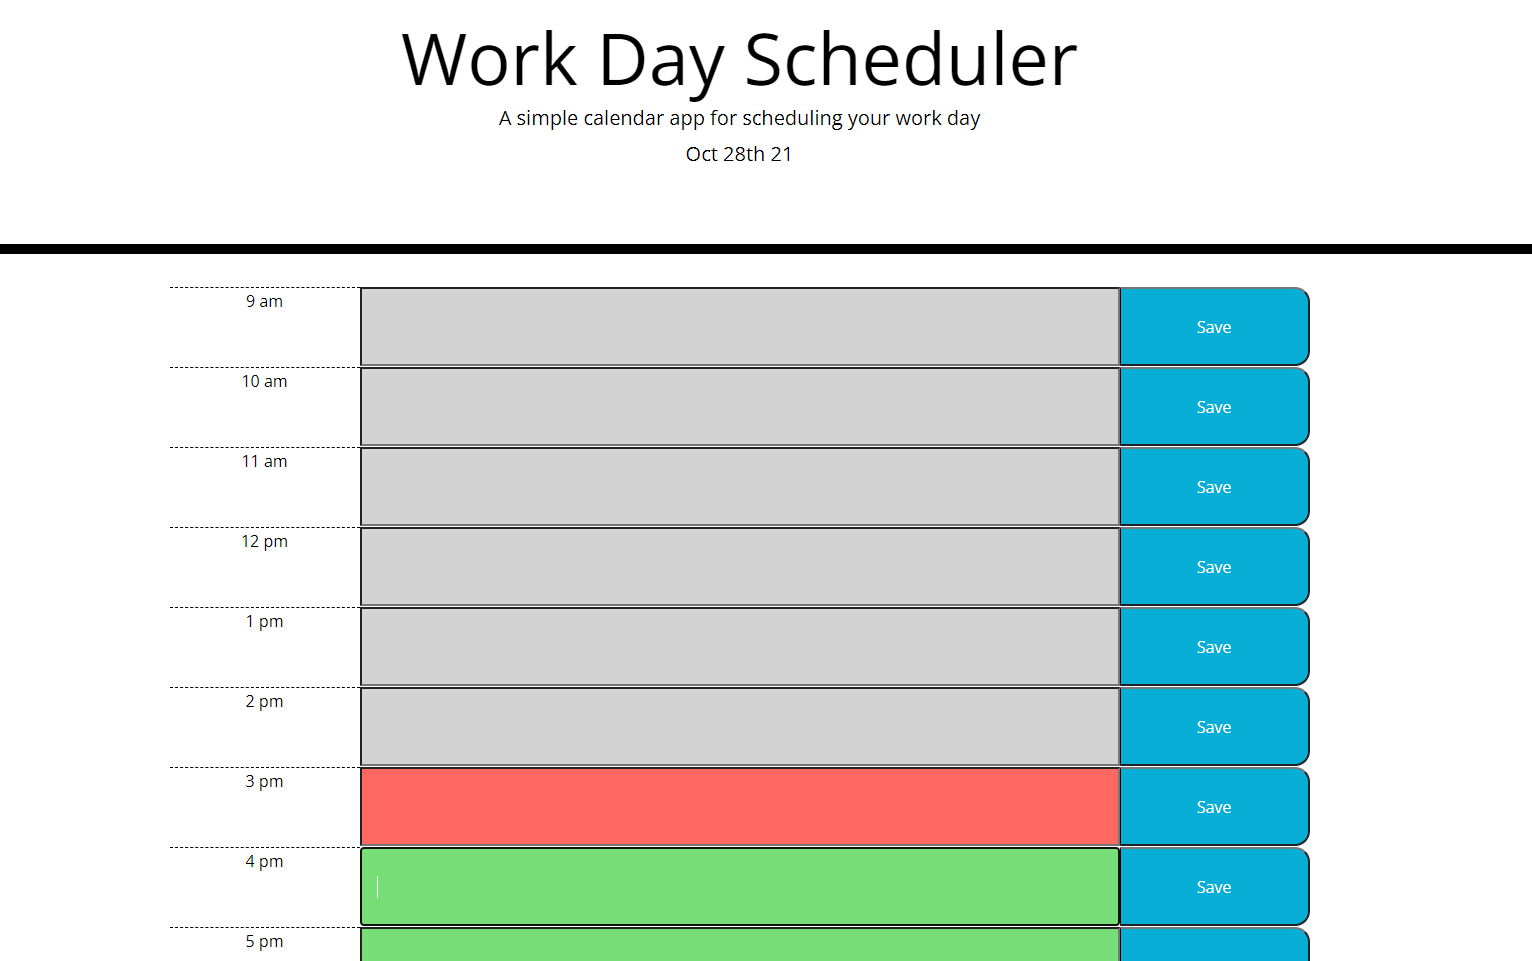 Work Day Scheduler
A simple calendar app for scheduling your work day
Oct 28th 21
9 am
Save
10 am
Save
11 am
Save
12 pm
Save
1 pm
Save
2 pm
Save
3 pm
Save
4 pm
Save
5 pm